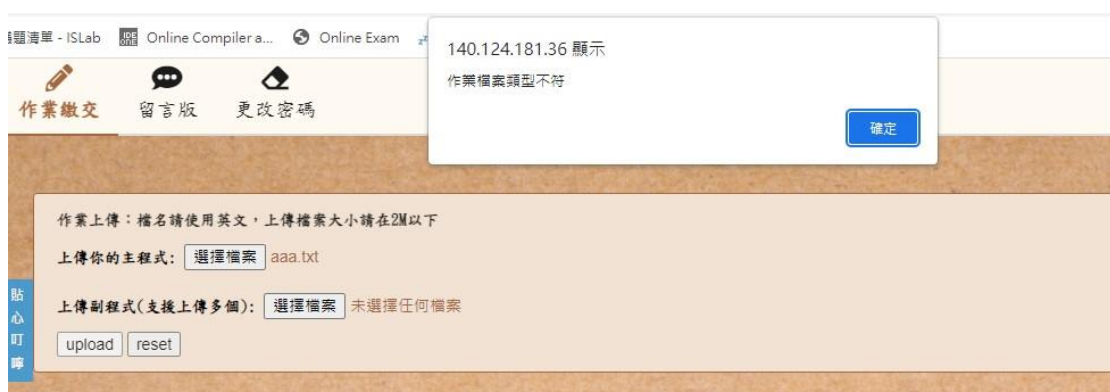 題清單 - ISLab
Online Compiler a...
Online Exam
140.124.181.36 顯示
作業檔案類型不符
確定
作業繳交
留言版
更改密碼
作業上傳：檔名請使用英文，上傳檔案大小請在2M以下
上傳你的主程式: 選擇檔案 aaa.txt
上傳副程式(支援上傳多個): 選擇檔案 未選擇任何檔案
upload reset
貼心叮嚀